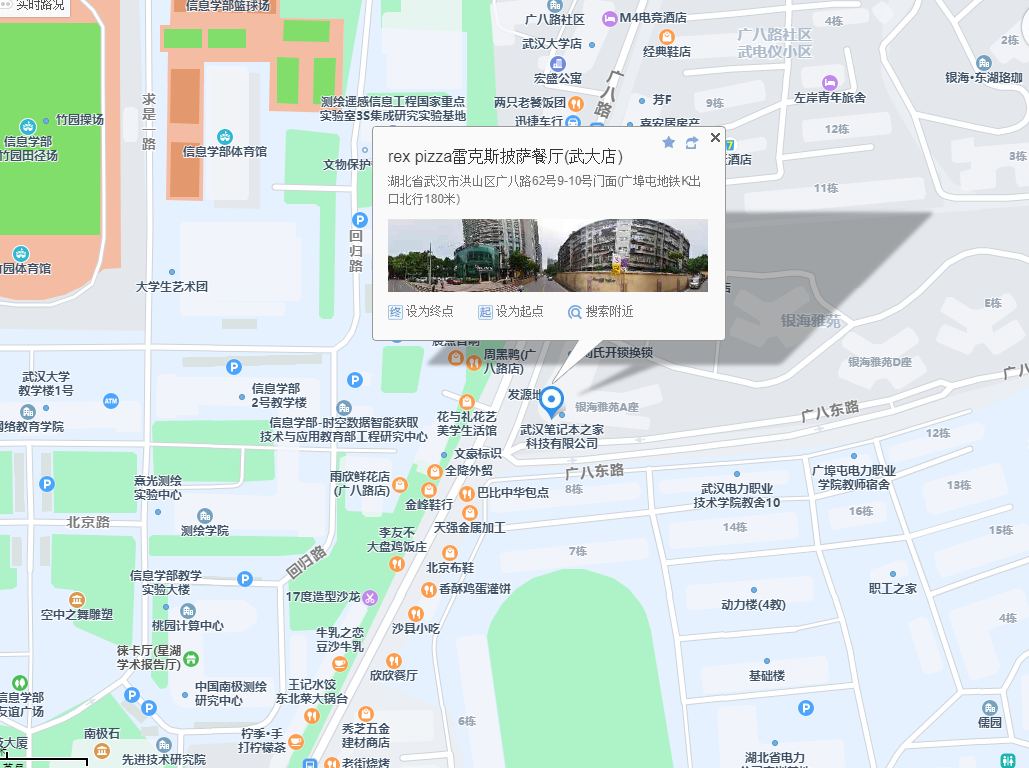 实时路况
信息学部篮球场
广八路社区
M4电竞酒店
4栋
武汉大学店
经典鞋店
广八路社区
武电仪小区
2栋
宏盛公寓
银海·东湖珞珈
广八路
左岸青年旅舍
求是一路
竹园操场
测绘遥感信息工程国家重点
实验室3S集成研究实验基地
两只老餮饭团
芳F
9栋
迅捷车行
嘉安居房产
12栋
信息学部
竹园田径场
信息学部体育馆
文物保护
酒店
3栋
11栋
rex pizza雷克斯披萨餐厅(武大店)
湖北省武汉市洪山区广八路62号9-10号门面(广埠屯地铁K出
口北行180米)
设为终点
设为起点
搜索附近
终
起
回归路
园体育馆
大学生艺术团
店
E栋
银海雅苑
银海雅苑D座
周黑鸭(广
八路店)
氏开锁换锁
武汉大学
教学楼1号
ATM
信息学部
2号教学楼
发源地
银海雅苑A座
广八东路
广八
网络教育学院
信息学部-时空数据智能获取
技术与应用教育部工程研究中心
花与礼花艺
美学生活馆
武汉笔记本之家
科技有限公司
12栋
文豪标识
全降外贸
广八东路
广埠屯电力职业
学院教师宿舍
熹光测绘
实验中心
雨欣鲜花店
(广八路店)
金峰鞋行
巴比中华包点
8栋
武汉电力职业
技术学院教舍10
13栋
北京路
测绘学院
天强金属加工
14栋
16栋
15栋
李友不
大盘鸡饭庄
回归路
北京布鞋
7栋
信息学部教学
实验大楼
空中之舞雕塑
17度造型沙龙
香酥鸡蛋灌饼
职工之家
动力楼(4教)
桃园计算中心
沙县小吃
4栋
牛乳之恋
豆沙牛乳
徕卡厅(星湖
学术报告厅)
欣欣餐厅
基础楼
中国南极测绘
研究中心
王记水饺
东北菜大锅台
信息学部
友谊广场
6栋
儒园
南极石
柠季·手
打柠檬茶
秀芝五金
建材商店
技大厦
先进技术研究院
老街烧烤
湖北省电力